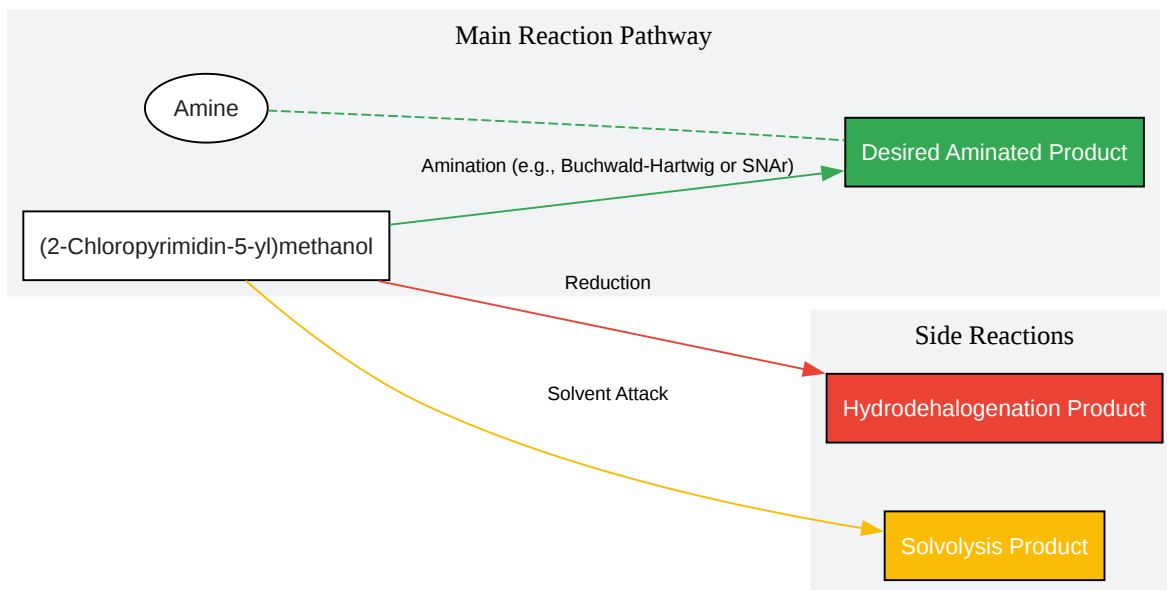 Main Reaction Pathway
Amine
Desired Aminated Product
Amination (e.g., Buchwald-Hartwig or SNAr)
(2-Chloropyrimidin-5-yl)methanol
Reduction
Side Reactions
Solvent Attack
Hydrodehalogenation Product
Solvolysis Product